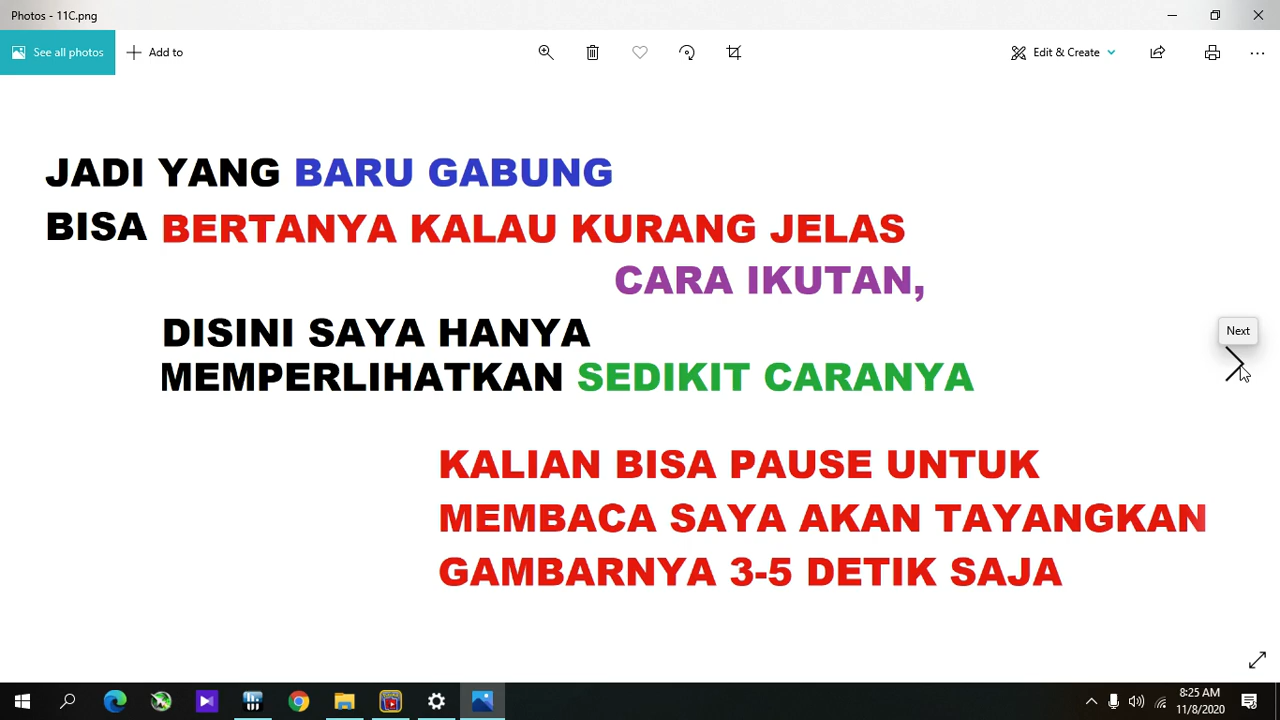 Photos - 11C.png
See all photos
Add to
Edit & Create
JADI YANG BARU GABUNG
BISA BERTANYA KALAU KURANG JELAS
CARA IKUTAN,
DISINI SAYA HANYA
MEMPERLIHATKAN SEDIKIT CARANYA
Next
KALIAN BISA PAUSE UNTUK
MEMBACA SAYA AKAN TAYANGKAN
GAMBARNYA 3-5 DETIK SAJA
8:25 AM
11/8/2020